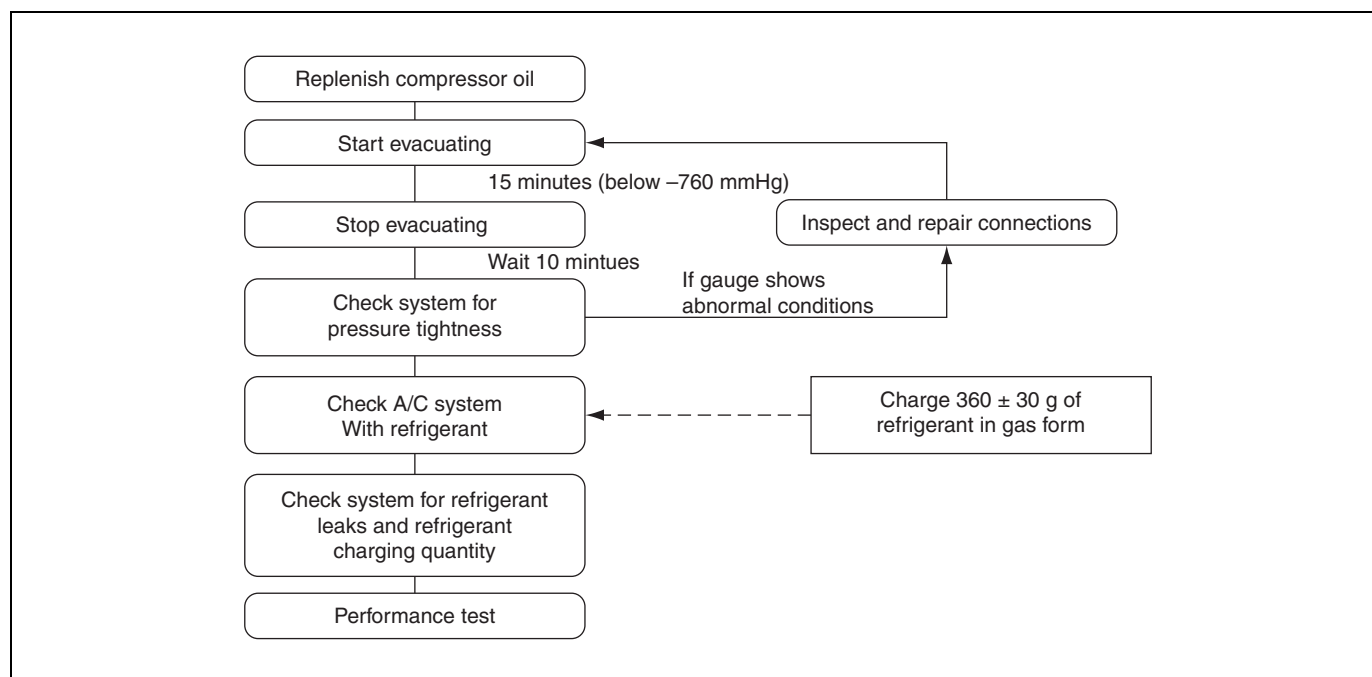 Replenish compressor oil
Start evacuating
15 minutes (below –760 mmHg)
Stop evacuating
Inspect and repair connections
Wait 10 mintues
If gauge shows
abnormal conditions
Check system for
pressure tightness
Check A/C system
With refrigerant
Charge 360 ± 30 g of
refrigerant in gas form
Check system for refrigerant
leaks and refrigerant
charging quantity
Performance test